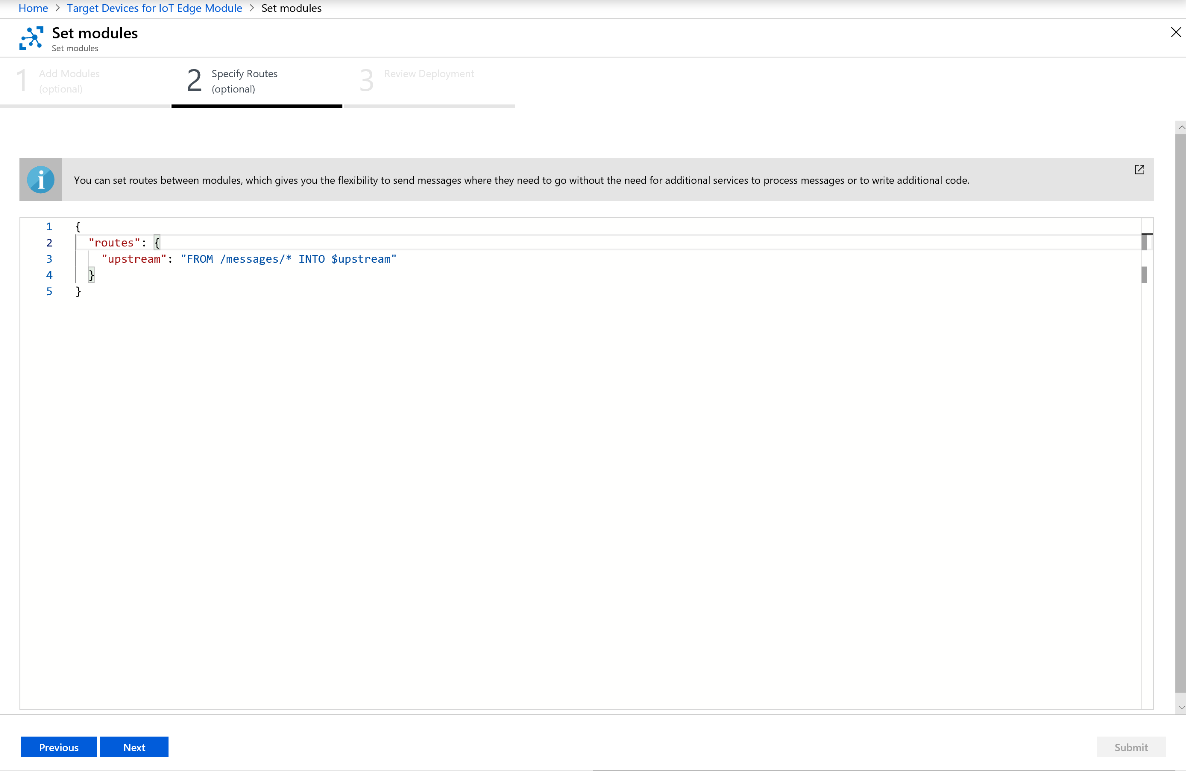 Home > Target Devices for IoT Edge Module > Set modules
Set modules
Set modules
1 Add Modules (optional)
2 Specify Routes (optional)
3 Review Deployment
You can set routes between modules, which gives you the flexibility to send messages where they need to go without the need for additional services to process messages or to write additional code.
1 {
2 "routes": {
3 "upstream": "FROM /messages/* INTO $upstream"
4 }
5 }
Previous Next Submit